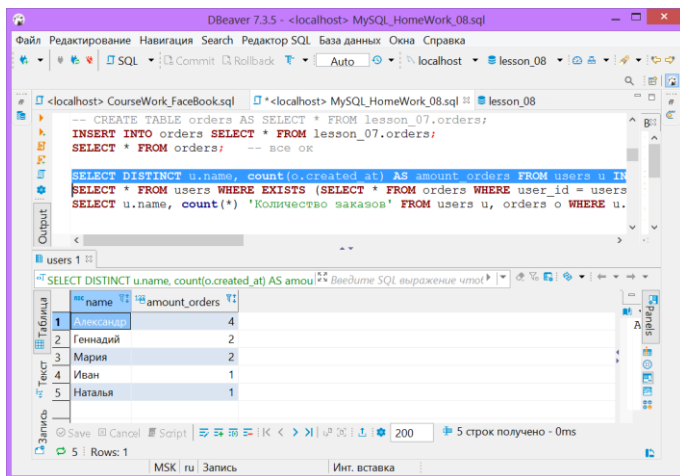 DBeaver 7.3.5 - <localhost> MySQL_HomeWork_08.sql
Файл Редактирование Навигация Search Редактор SQL База данных Окна Справка
SQL Commit Rollback Auto localhost lesson_08
<localhost> CourseWork_FaceBook.sql *<localhost> MySQL_HomeWork_08.sql lesson_08
-- CREATE TABLE orders AS SELECT * FROM lesson_07.orders;
INSERT INTO orders SELECT * FROM lesson_07.orders;
SELECT * FROM orders; -- все ок
SELECT DISTINCT u.name, count(o.created_at) AS amount_orders FROM users u IN
SELECT * FROM users WHERE EXISTS (SELECT * FROM orders WHERE user_id = users
SELECT u.name, count(*) 'Количество заказов' FROM users u, orders o WHERE u.
Output
users 1
SELECT DISTINCT u.name, count(o.created_at) AS amou Введите SQL выражение чтоб
name amount_orders
1 Александр 4
2 Геннадий 2
3 Мария 2
4 Иван 1
5 Наталья 1
Таблица
Текст
Запись
Panels
Save Cancel Script 200 5 строк получено - 0ms
5 Rows: 1
MSK ru Запись Инт. вставка